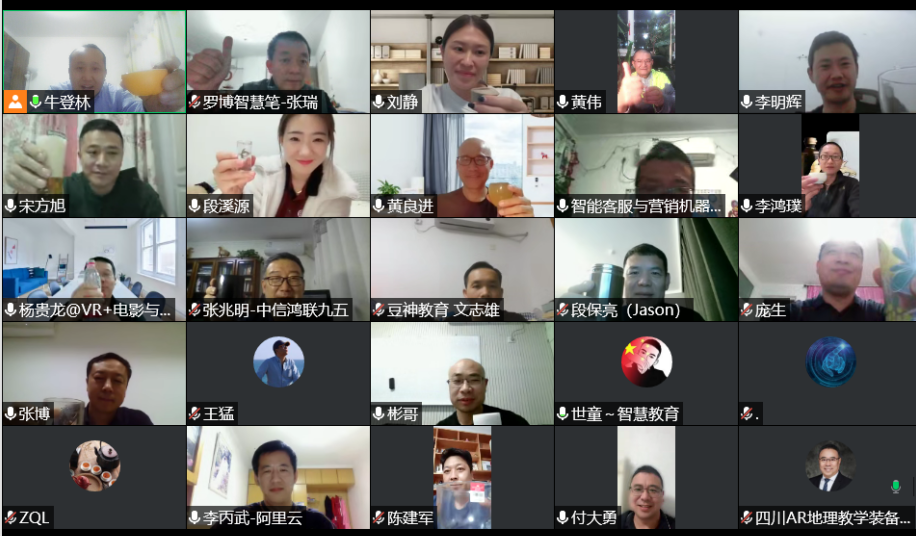 牛登林
罗博智慧笔-张瑞
刘静
黄伟
李明辉
宋方旭
段溪源
黄良进
智能客服与营销机器...
李鸿璞
杨贵龙@VR+电影与...
张兆明-中信鸿联九五
豆神教育 文志雄
段保亮（Jason）
庞生
张博
王猛
彬哥
世童～智慧教育
.
ZQL
李丙武-阿里云
陈建军
付大勇
四川AR地理教学装备...